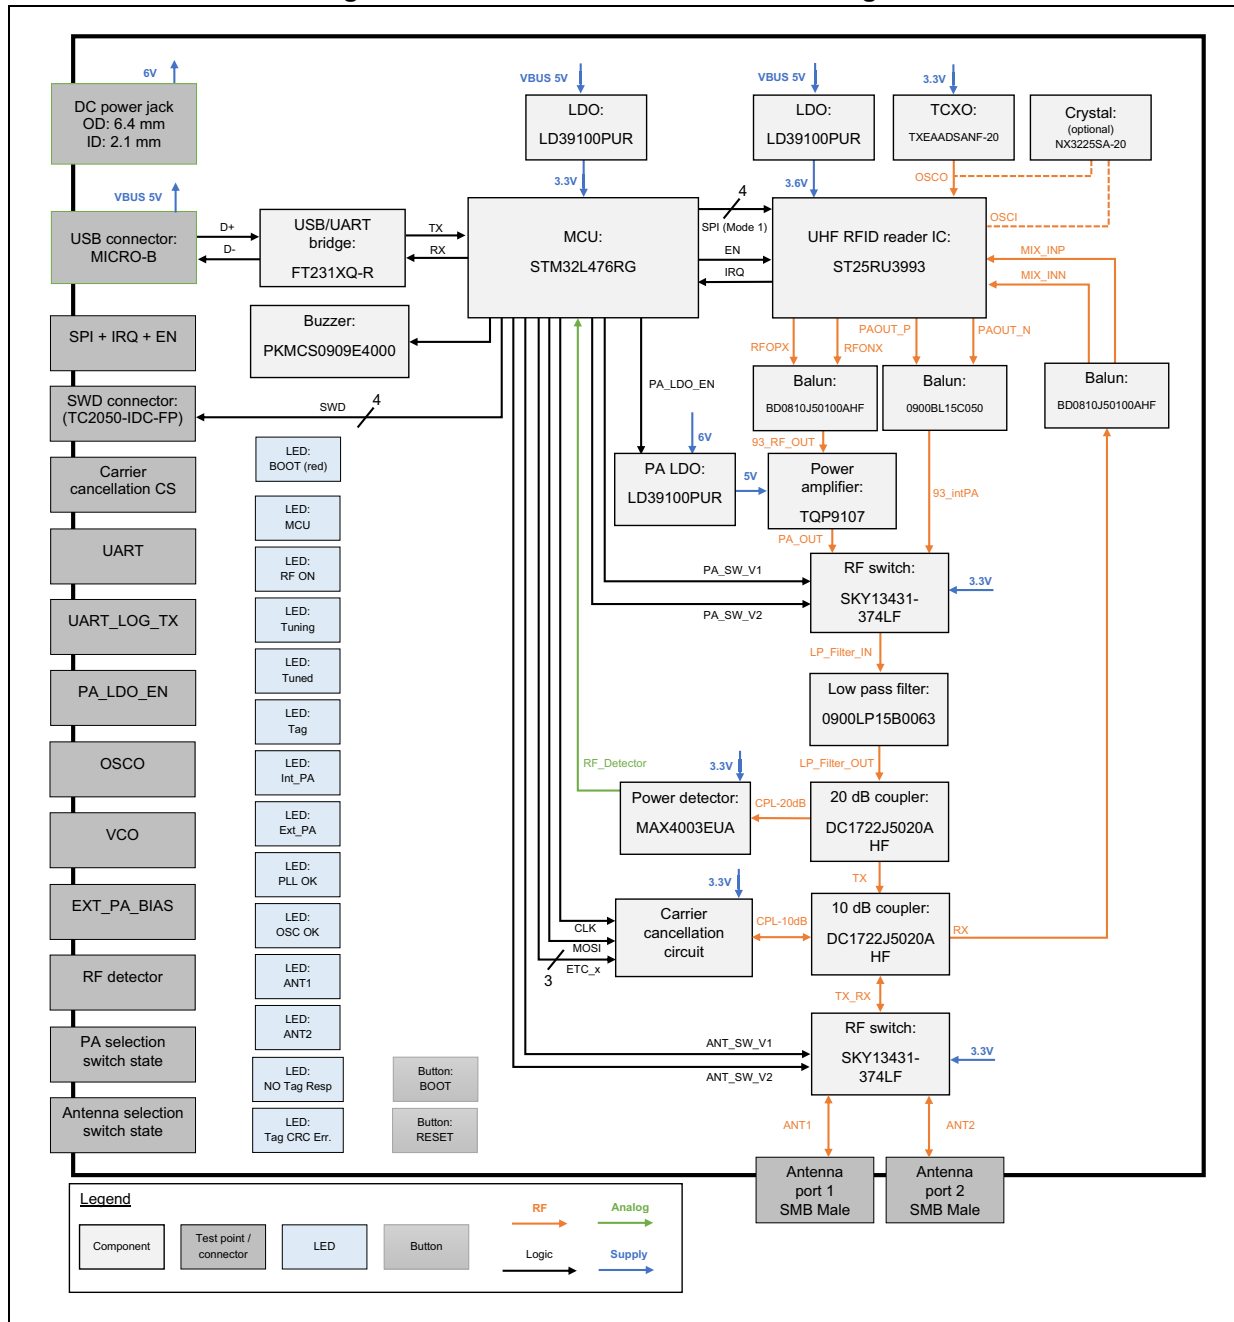 6V
DC power jack
OD: 6.4 mm
ID: 2.1 mm
VBUS 5V
LDO:
LD39100PUR
VBUS 5V
LDO:
LD39100PUR
3.3V
TCXO:
TXEAADSANF-20
Crystal:
(optional)
NX3225SA-20
3.3V
3.6V
OSCO
OSCI
VBUS 5V
USB connector:
MICRO-B
D+
D-
USB/UART
bridge:
FT231XQ-R
TX
RX
MCU:
STM32L476RG
4
SPI (Mode 1)
EN
IRQ
UHF RFID reader IC:
ST25RU3993
MIX_INP
MIX_INN
Buzzer:
PKMCS0909E4000
SPI + IRQ + EN
RFOPX
RFONX
PAOUT_P
PAOUT_N
PA_LDO_EN
Balun:
BD0810J50100AHF
Balun:
0900BL15C050
Balun:
BD0810J50100AHF
SWD connector:
(TC2050-IDC-FP)
SWD
4
6V
93_RF_OUT
PA LDO:
LD39100PUR
5V
Power
amplifier:
TQP9107
93_intPA
PA_OUT
Carrier
cancellation CS
UART
UART_LOG_TX
PA_LDO_EN
OSCO
VCO
EXT_PA_BIAS
RF detector
PA selection
switch state
Antenna selection
switch state
LED:
BOOT (red)
LED:
MCU
LED:
RF ON
LED:
Tuning
LED:
Tuned
LED:
Tag
LED:
Int_PA
LED:
Ext_PA
LED:
PLL OK
LED:
OSC OK
LED:
ANT1
LED:
ANT2
LED:
NO Tag Resp
LED:
Tag CRC Err.
Button:
BOOT
Button:
RESET
PA_SW_V1
PA_SW_V2
RF switch:
SKY13431-
374LF
3.3V
LP_Filter_IN
Low pass filter:
0900LP15B0063
LP_Filter_OUT
RF_Detector
3.3V
Power detector:
MAX4003EUA
CPL-20dB
20 dB coupler:
DC1722J5020A
HF
TX
3.3V
CLK
MOSI
ETC_x
3
Carrier
cancellation
circuit
CPL-10dB
10 dB coupler:
DC1722J5020A
HF
RX
TX_RX
ANT_SW_V1
ANT_SW_V2
RF switch:
SKY13431-
374LF
3.3V
ANT1
ANT2
Antenna
port 1
SMB Male
Antenna
port 2
SMB Male
Legend
Component
Test point /
connector
LED
Button
RF
Analog
Logic
Supply